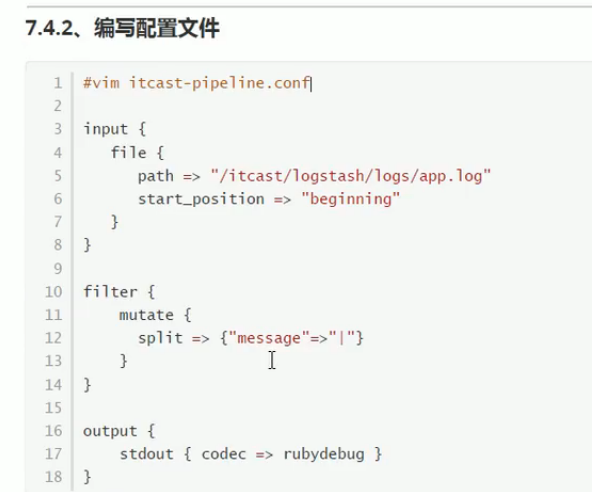 7.4.2、编写配置文件
1 #vim itcast-pipeline.conf
2
3 input {
4    file {
5       path => "/itcast/logstash/logs/app.log"
6       start_position => "beginning"
7    }
8 }
9
10 filter {
11     mutate {
12       split => {"message"=>"|"}
13     }
14 }
15
16 output {
17     stdout { codec => rubydebug }
18 }